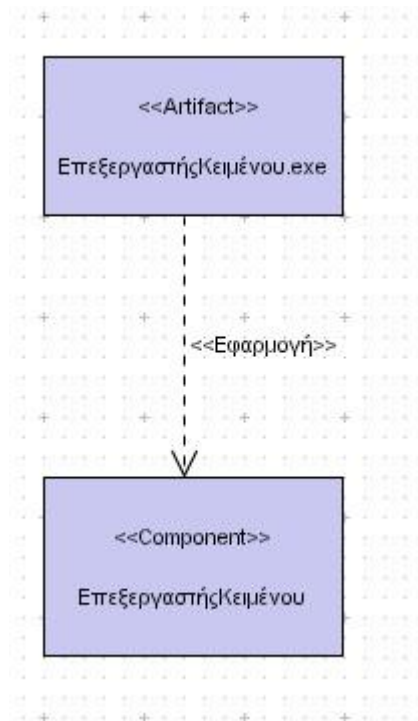 <<Artifact>>
ΕπεξεργαστήςΚειμένου.exe
<<Εφαρμογή>>
<<Component>>
ΕπεξεργαστήςΚειμένου